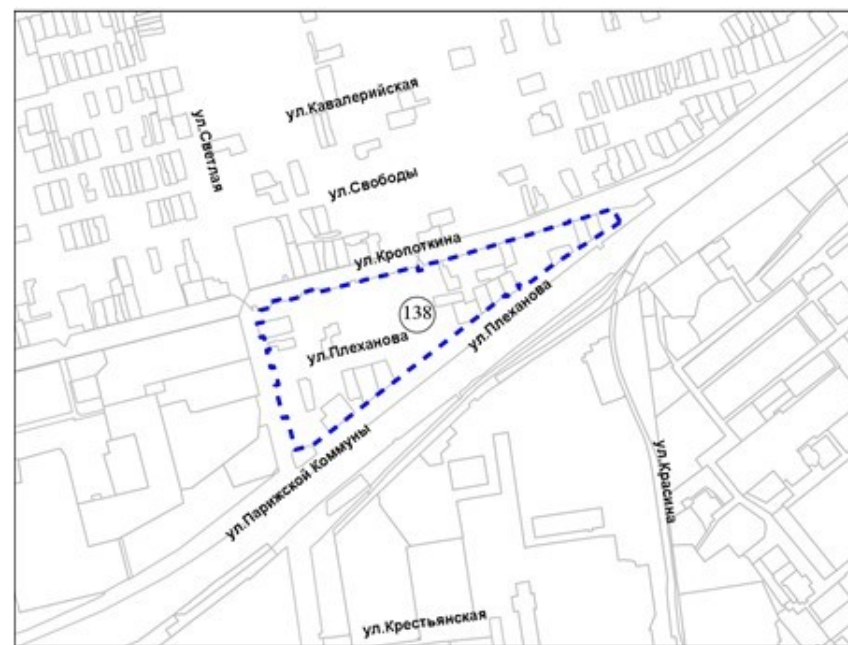 ул.Кавалерийская
ул.Светлая
ул.Свободы
ул.Кропоткина
138
ул.Плеханова
ул.Плеханова
ул.Парижской Коммуны
ул.Красина
ул.Крестьянская